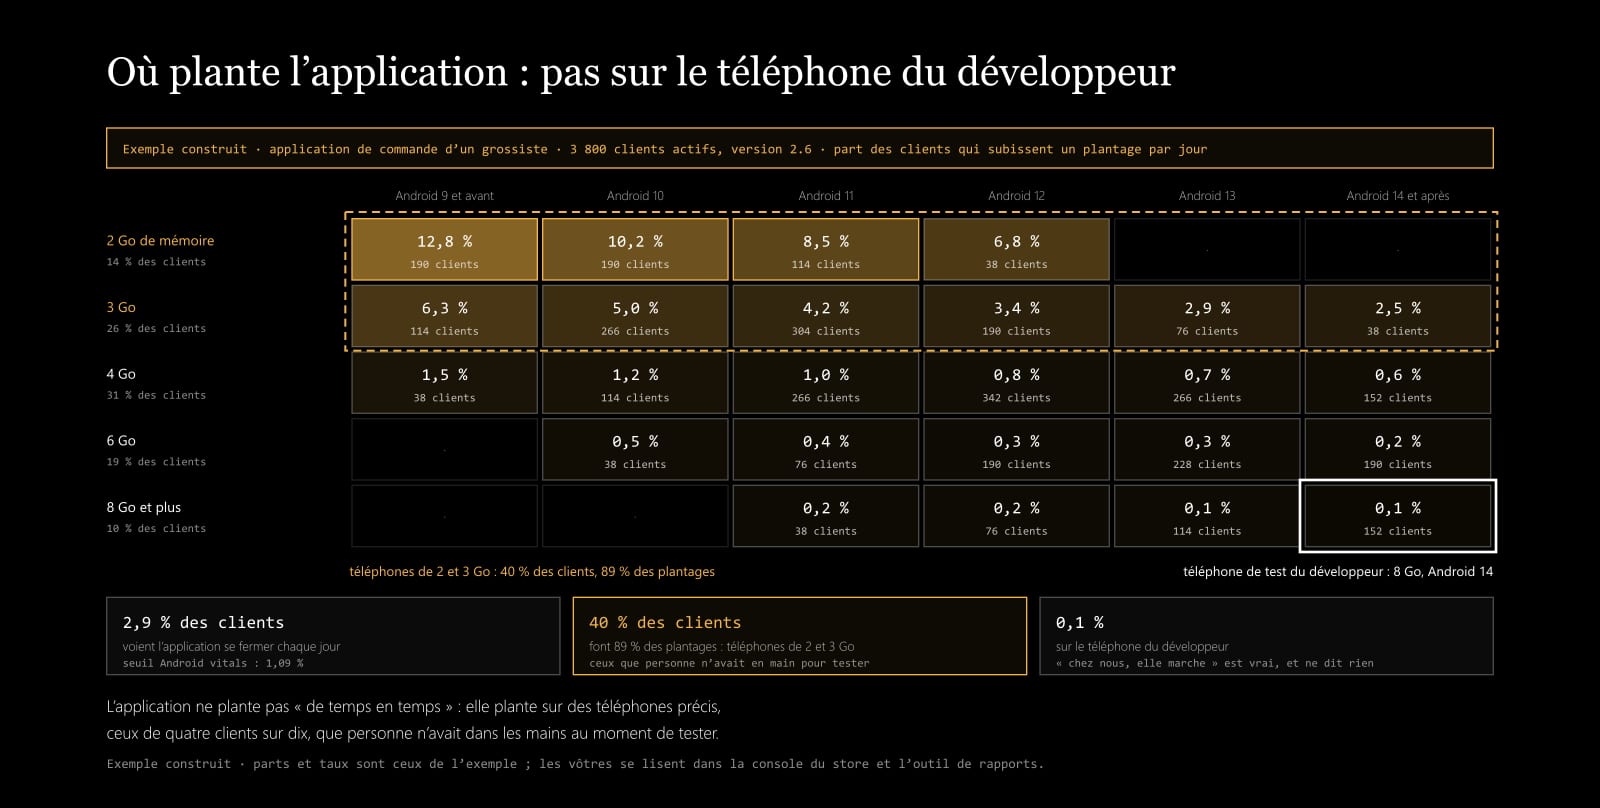 Où plante l’application : pas sur le téléphone du développeur
Exemple construit · application de commande d’un grossiste · 3 800 clients actifs, version 2.6 · part des clients qui subissent un plantage par jour
Android 9 et avant Android 10 Android 11 Android 12 Android 13 Android 14 et après
2 Go de mémoire 12,8 % 10,2 % 8,5 % 6,8 % · ·
14 % des clients 190 clients 190 clients 114 clients 38 clients
3 Go 6,3 % 5,0 % 4,2 % 3,4 % 2,9 % 2,5 %
26 % des clients 114 clients 266 clients 304 clients 190 clients 76 clients 38 clients
4 Go 1,5 % 1,2 % 1,0 % 0,8 % 0,7 % 0,6 %
31 % des clients 38 clients 114 clients 266 clients 342 clients 266 clients 152 clients
6 Go · 0,5 % 0,4 % 0,3 % 0,3 % 0,2 %
19 % des clients 38 clients 76 clients 190 clients 228 clients 190 clients
8 Go et plus · · 0,2 % 0,2 % 0,1 % 0,1 %
10 % des clients 38 clients 76 clients 114 clients 152 clients
téléphones de 2 et 3 Go : 40 % des clients, 89 % des plantages
téléphone de test du développeur : 8 Go, Android 14
2,9 % des clients
voient l’application se fermer chaque jour
seuil Android vitals : 1,09 %
40 % des clients
font 89 % des plantages : téléphones de 2 et 3 Go
ceux que personne n’avait en main pour tester
0,1 %
sur le téléphone du développeur
« chez nous, elle marche » est vrai, et ne dit rien
L’application ne plante pas « de temps en temps » : elle plante sur des téléphones précis,
ceux de quatre clients sur dix, que personne n’avait dans les mains au moment de tester.
Exemple construit · parts et taux sont ceux de l’exemple ; les vôtres se lisent dans la console du store et l’outil de rapports.